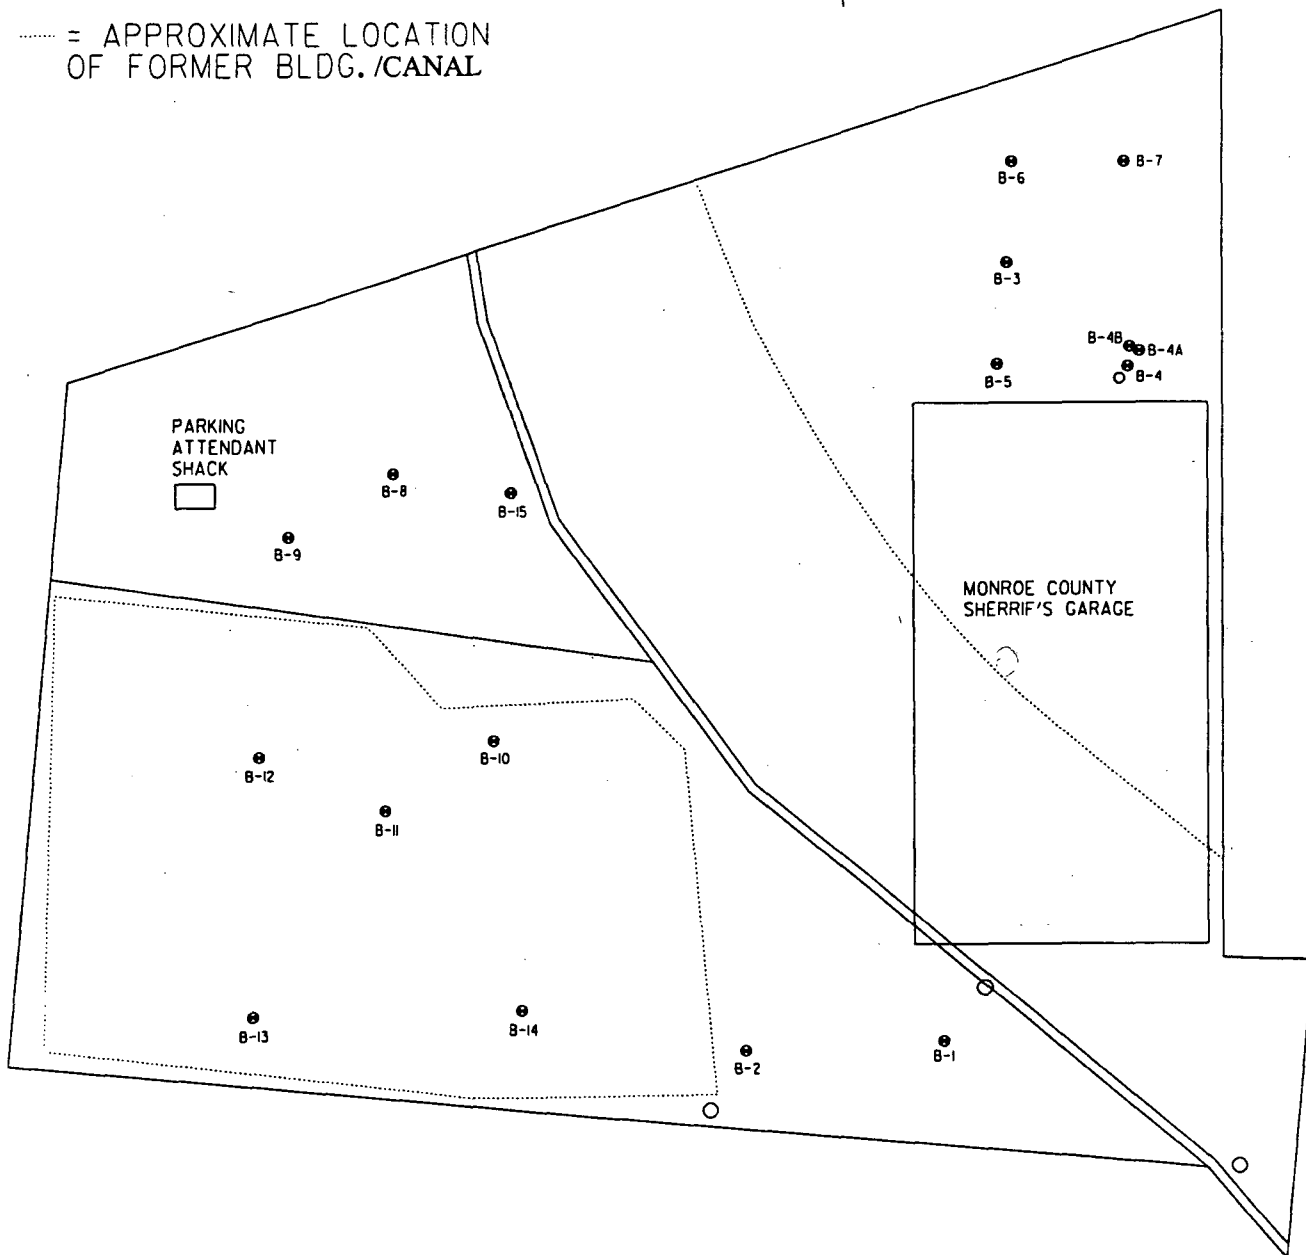 = APPROXIMATE LOCATION
OF FORMER BLDG. /CANAL
B-6
B-7
B-3
B-4B
B-4A
B-5
B-4
PARKING
ATTENDANT
SHACK
B-8
B-15
B-9
MONROE COUNTY
SHERRIF'S GARAGE
B-12
B-10
B-11
B-13
B-14
B-2
B-1